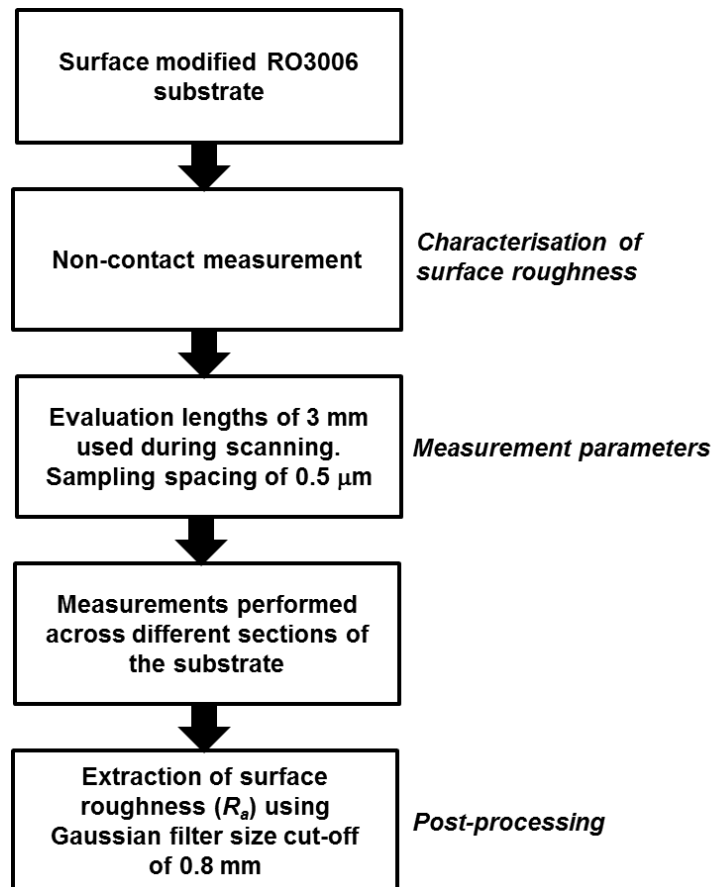 Surface modified RO3006
substrate
Non-contact measurement
Characterisation of
surface roughness
Evaluation lengths of 3 mm
used during scanning.
Sampling spacing of 0.5 μm
Measurement parameters
Measurements performed
across different sections of
the substrate
Extraction of surface
roughness (Ra) using
Gaussian filter size cut-off
of 0.8 mm
Post-processing